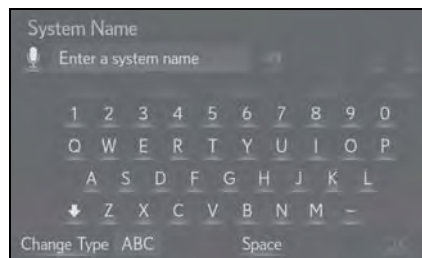 System Name
Enter a system name
1 2 3 4 5 6 7 8 9 0
Q W E R T Y U I O P
A S D F G H J K L
Z X C V B N M -
Change Type ABC Space OK